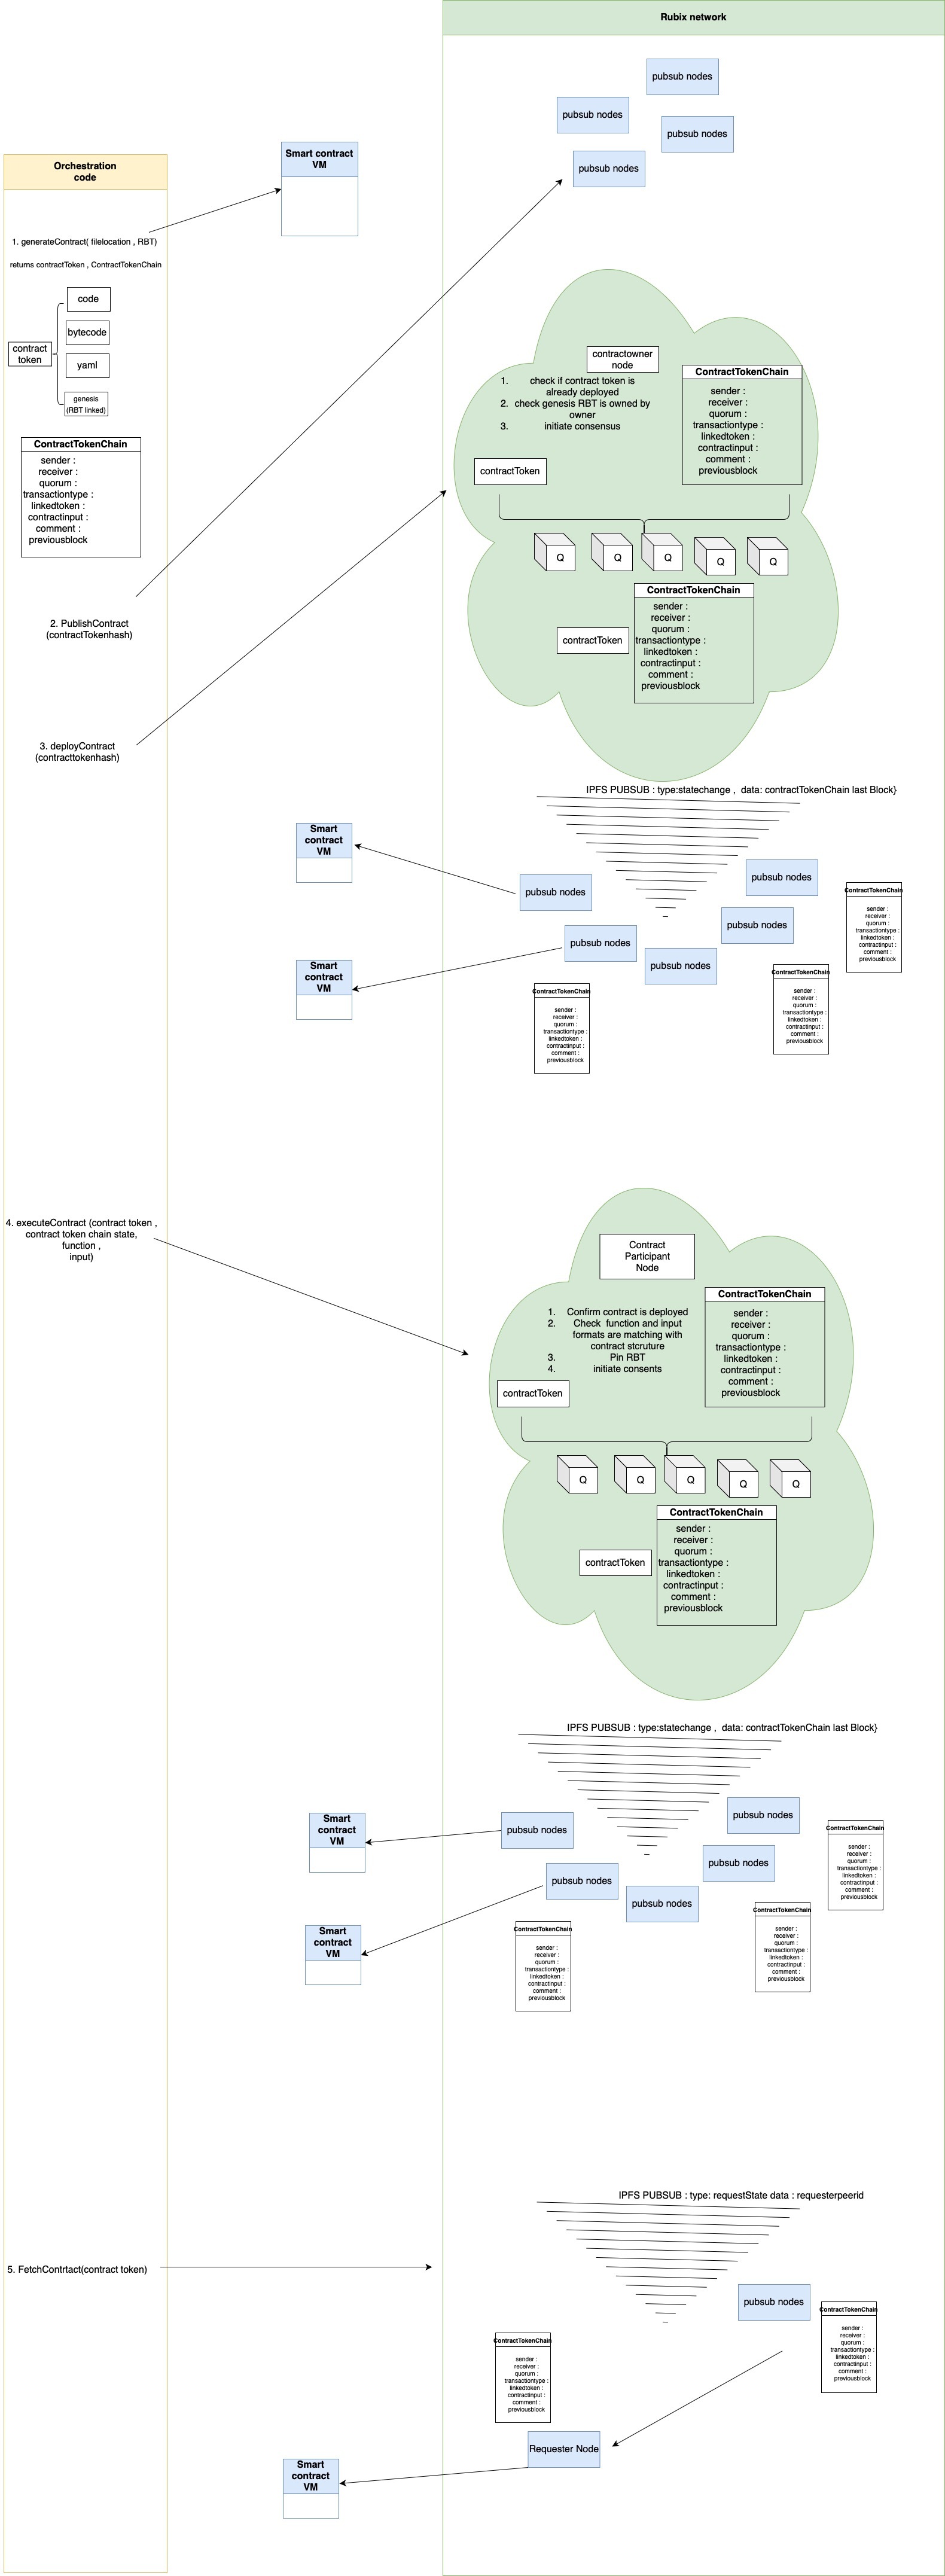 Rubix network
pubsub nodes
pubsub nodes
pubsub nodes
pubsub nodes
Orchestration
code
Smart contract
VM
1. generateContract( filelocation , RBT)
returns contractToken , ContractTokenChain
contract
token
code
bytecode
yaml
genesis
(RBT linked)
ContractTokenChain
sender :
receiver :
quorum :
transactiontype :
linkedtoken :
contractinput :
comment :
previousblock
2. PublishContract
(contractTokenhash)
3. deployContract
(contracttokenhash)
contractowner
node
1. check if contract token is
already deployed
2. check genesis RBT is owned by
owner
3. initiate consensus
ContractTokenChain
sender :
receiver :
quorum :
transactiontype :
linkedtoken :
contractinput :
comment :
previousblock
contractToken
Q
Q
Q
Q
Q
ContractTokenChain
sender :
receiver :
quorum :
transactiontype :
linkedtoken :
contractinput :
comment :
previousblock
contractToken
IPFS PUBSUB : type:statechange , data: contractTokenChain last Block}
Smart
contract
VM
pubsub nodes
pubsub nodes
pubsub nodes
pubsub nodes
pubsub nodes
Smart
contract
VM
ContractTokenChain
sender :
receiver :
quorum :
transactiontype :
linkedtoken :
contractinput :
comment :
previousblock
ContractTokenChain
sender :
receiver :
quorum :
transactiontype :
linkedtoken :
contractinput :
comment :
previousblock
ContractTokenChain
sender :
receiver :
quorum :
transactiontype :
linkedtoken :
contractinput :
comment :
previousblock
4. executeContract (contract token ,
contract token chain state,
function ,
input)
Contract
Participant
Node
1. Confirm contract is deployed
2. Check function and input
formats are matching with
contract stcruture
3. Pin RBT
4. initiate consents
ContractTokenChain
sender :
receiver :
quorum :
transactiontype :
linkedtoken :
contractinput :
comment :
previousblock
contractToken
Q
Q
Q
Q
Q
ContractTokenChain
sender :
receiver :
quorum :
transactiontype :
linkedtoken :
contractinput :
comment :
previousblock
contractToken
IPFS PUBSUB : type:statechange , data: contractTokenChain last Block}
Smart
contract
VM
pubsub nodes
pubsub nodes
pubsub nodes
pubsub nodes
pubsub nodes
Smart
contract
VM
ContractTokenChain
sender :
receiver :
quorum :
transactiontype :
linkedtoken :
contractinput :
comment :
previousblock
ContractTokenChain
sender :
receiver :
quorum :
transactiontype :
linkedtoken :
contractinput :
comment :
previousblock
ContractTokenChain
sender :
receiver :
quorum :
transactiontype :
linkedtoken :
contractinput :
comment :
previousblock
5. FetchContrtact(contract token)
IPFS PUBSUB : type: requestState data : requesterpeerid
pubsub nodes
ContractTokenChain
sender :
receiver :
quorum :
transactiontype :
linkedtoken :
contractinput :
comment :
previousblock
ContractTokenChain
sender :
receiver :
quorum :
transactiontype :
linkedtoken :
contractinput :
comment :
previousblock
Requester Node
Smart
contract
VM